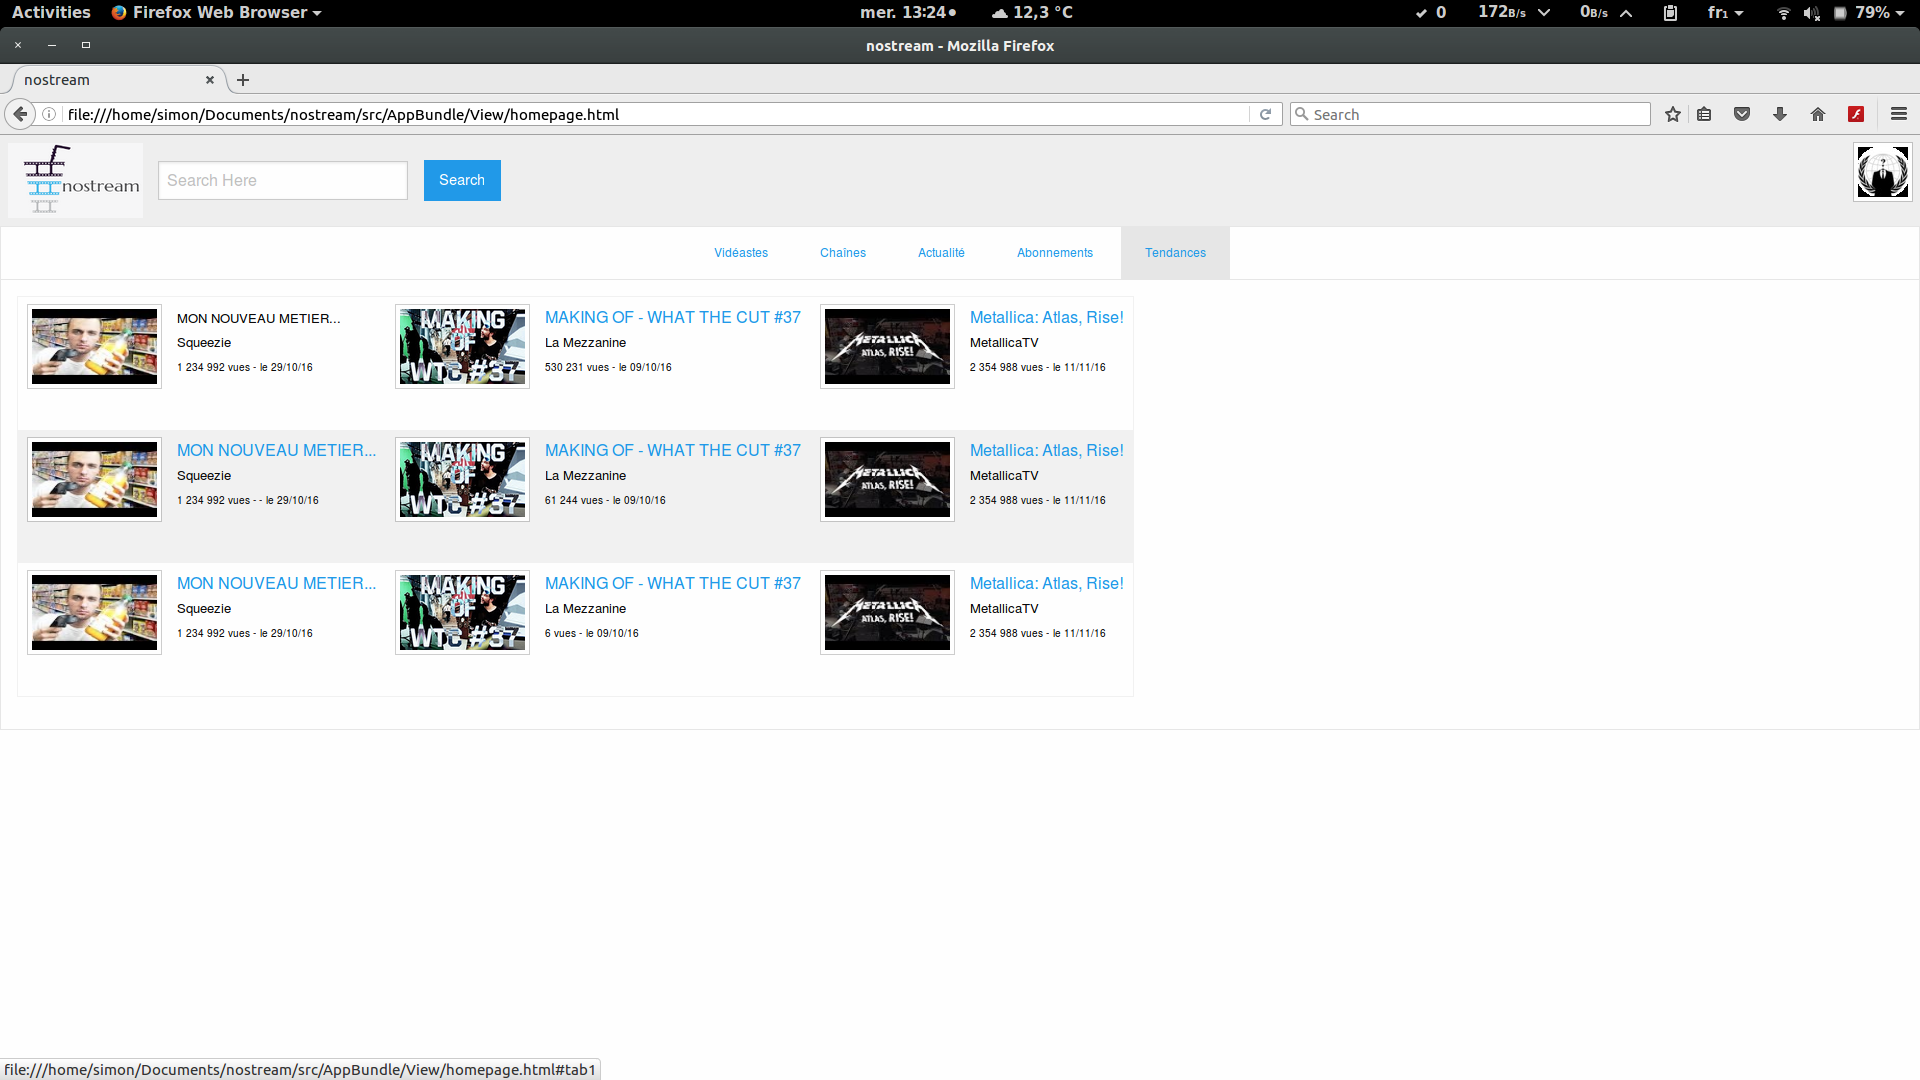 Activities Firefox Web Browser mer. 13:24 12,3 °C 0 172B/s 0B/s fr₁ 79%
nostream - Mozilla Firefox
nostream
file:///home/simon/Documents/nostream/src/AppBundle/View/homepage.html Search
nostream Search Here Search
Vidéastes Chaînes Actualité Abonnements Tendances
MON NOUVEAU METIER... MAKING OF WTC #37 MAKING OF - WHAT THE CUT #37 METALLICA ATLAS, RISE! Metallica: Atlas, Rise!
Squeezie La Mezzanine MetallicaTV
1 234 992 vues - le 29/10/16 530 231 vues - le 09/10/16 2 354 988 vues - le 11/11/16
MON NOUVEAU METIER... MAKING OF WTC #37 MAKING OF - WHAT THE CUT #37 METALLICA ATLAS, RISE! Metallica: Atlas, Rise!
Squeezie La Mezzanine MetallicaTV
1 234 992 vues - - le 29/10/16 61 244 vues - le 09/10/16 2 354 988 vues - le 11/11/16
MON NOUVEAU METIER... MAKING OF WTC #37 MAKING OF - WHAT THE CUT #37 METALLICA ATLAS, RISE! Metallica: Atlas, Rise!
Squeezie La Mezzanine MetallicaTV
1 234 992 vues - le 29/10/16 6 vues - le 09/10/16 2 354 988 vues - le 11/11/16
file:///home/simon/Documents/nostream/src/AppBundle/View/homepage.html#tab1